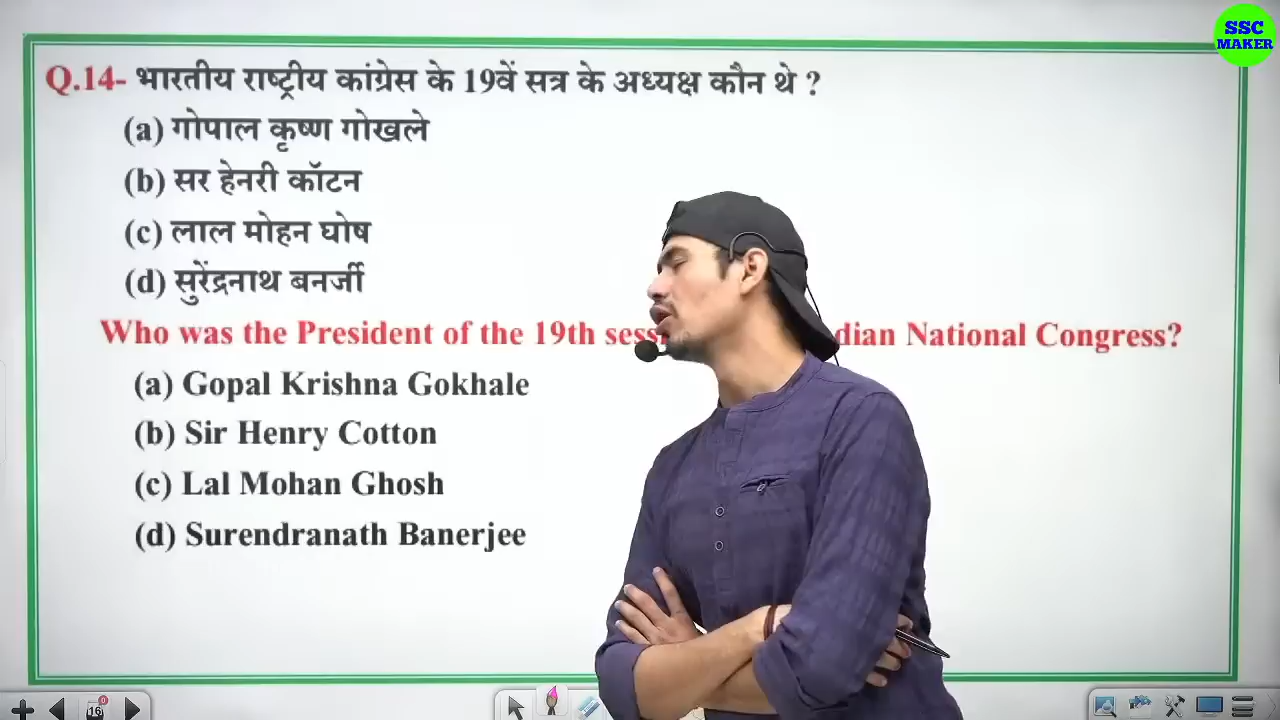 SSC
MAKER
Q.14- भारतीय राष्ट्रीय कांग्रेस के 19वें सत्र के अध्यक्ष कौन थे ?
(a) गोपाल कृष्ण गोखले
(b) सर हेनरी कॉटन
(c) लाल मोहन घोष
(d) सुरेंद्रनाथ बनर्जी
Who was the President of the 19th sess dian National Congress?
(a) Gopal Krishna Gokhale
(b) Sir Henry Cotton
(c) Lal Mohan Ghosh
(d) Surendranath Banerjee
16